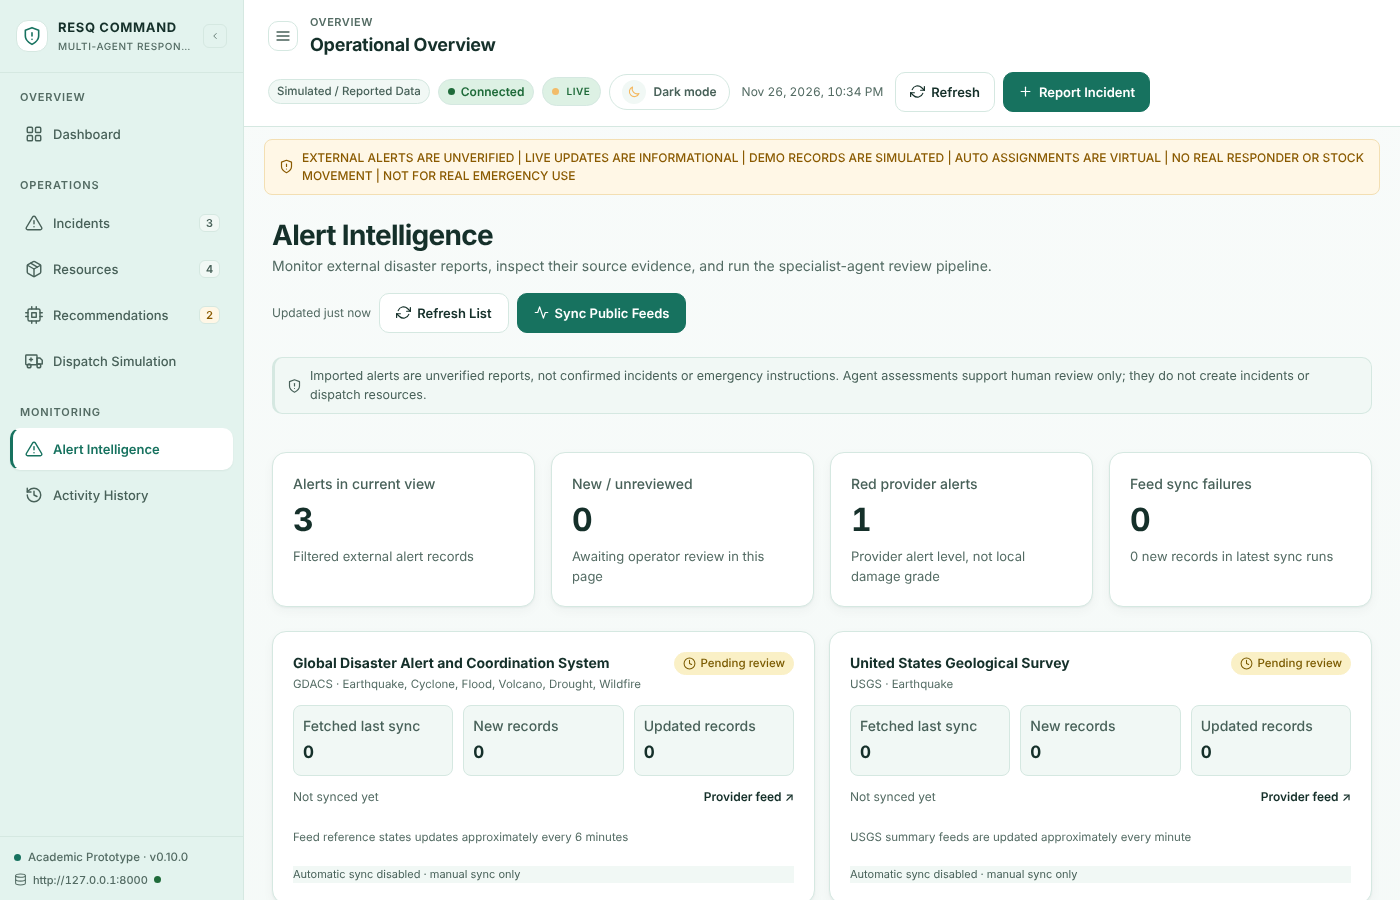 RESQ COMMAND
MULTI-AGENT RESPON...
OVERVIEW
Dashboard
OPERATIONS
Incidents 3
Resources 4
Recommendations 2
Dispatch Simulation
MONITORING
Alert Intelligence
Activity History
Academic Prototype · v0.10.0
http://127.0.0.1:8000
OVERVIEW
Operational Overview
Simulated / Reported Data Connected LIVE Dark mode Nov 26, 2026, 10:34 PM Refresh Report Incident
EXTERNAL ALERTS ARE UNVERIFIED | LIVE UPDATES ARE INFORMATIONAL | DEMO RECORDS ARE SIMULATED | AUTO ASSIGNMENTS ARE VIRTUAL | NO REAL RESPONDER OR STOCK
MOVEMENT | NOT FOR REAL EMERGENCY USE
Alert Intelligence
Monitor external disaster reports, inspect their source evidence, and run the specialist-agent review pipeline.
Updated just now Refresh List Sync Public Feeds
Imported alerts are unverified reports, not confirmed incidents or emergency instructions. Agent assessments support human review only; they do not create incidents or
dispatch resources.
Alerts in current view
3
Filtered external alert records
New / unreviewed
0
Awaiting operator review in this
page
Red provider alerts
1
Provider alert level, not local
damage grade
Feed sync failures
0
0 new records in latest sync runs
Global Disaster Alert and Coordination System Pending review
GDACS · Earthquake, Cyclone, Flood, Volcano, Drought, Wildfire
Fetched last sync
0
New records
0
Updated records
0
Not synced yet Provider feed ↗
Feed reference states updates approximately every 6 minutes
Automatic sync disabled · manual sync only
United States Geological Survey Pending review
USGS · Earthquake
Fetched last sync
0
New records
0
Updated records
0
Not synced yet Provider feed ↗
USGS summary feeds are updated approximately every minute
Automatic sync disabled · manual sync only